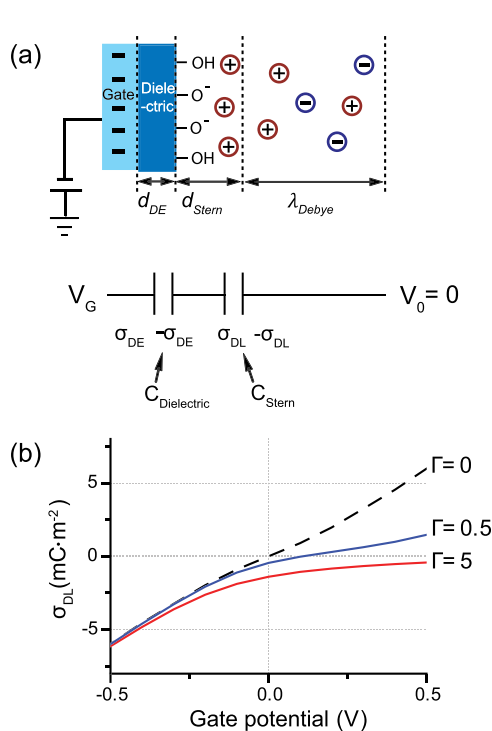 (a)
OH
Gate
Diele
-ctric
O⁻
O⁻
OH
d_DE d_Stern λ_Debye
V_G V_0 = 0
σ_DE -σ_DE σ_DL -σ_DL
C_Dielectric C_Stern
(b)
Γ= 0
5
Γ= 0.5
0
Γ= 5
-5
σ_DL(mC·m⁻²)
-0.5 0.0 0.5
Gate potential (V)